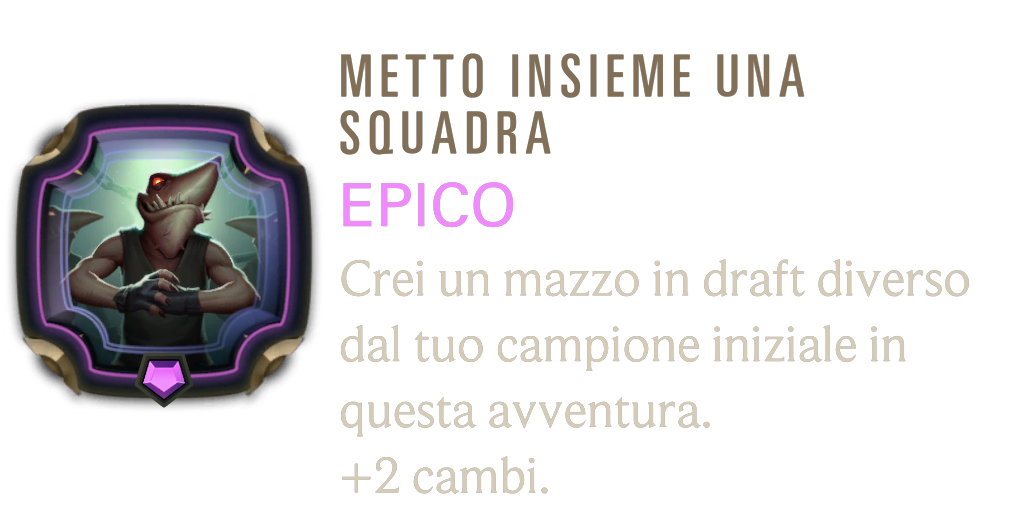 METTO INSIEME UNA
SQUADRA
EPICO
Crei un mazzo in draft diverso
dal tuo campione iniziale in
questa avventura.
+2 cambi.